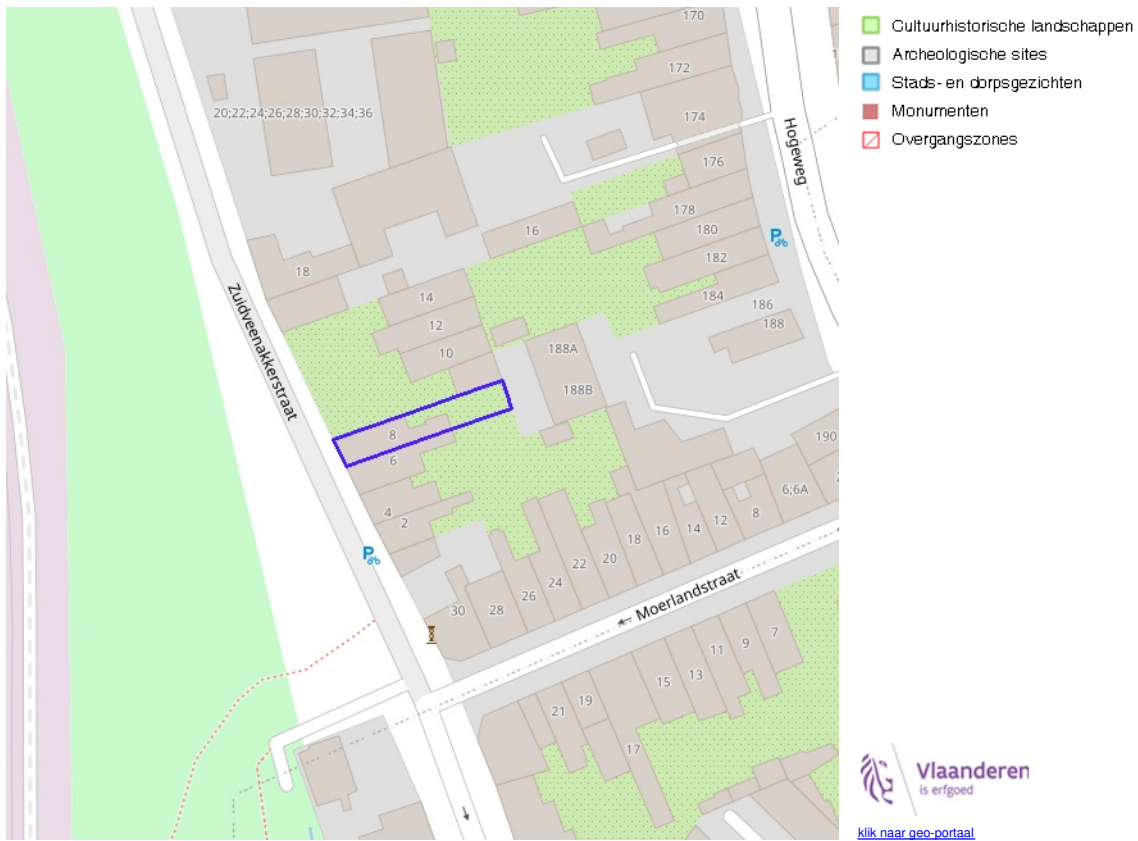 170
172
174
20;22;24;26;28;30;32;34;36
Hogeweg
176
178
16
180
182
18
184
186
188
14
12
10
188A
188B
Zuidveenakkerstraat
8
6
4
2
190
6;6A
8
12
14
16
18
20
22
24
26
28
30
Moerlandstraat
7
9
11
13
15
19
21
17
Cultuurhistorische landschappen
Archeologische sites
Stads- en dorpsgezichten
Monumenten
Overgangszones
Vlaanderen
is erfgoed
klik naar geo-portaal